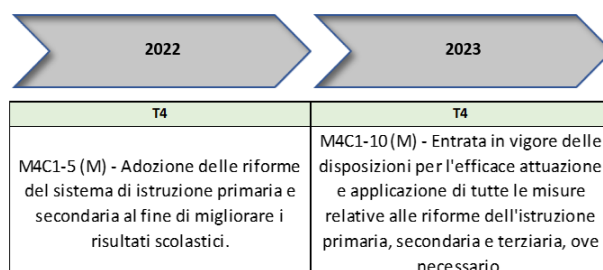 2022
2023
T4
T4
M4C1-5 (M) - Adozione delle riforme
del sistema di istruzione primaria e
secondaria al fine di migliorare i
risultati scolastici.
M4C1-10 (M) - Entrata in vigore delle
disposizioni per l'efficace attuazione
e applicazione di tutte le misure
relative alle riforme dell'istruzione
primaria, secondaria e terziaria, ove
necessario